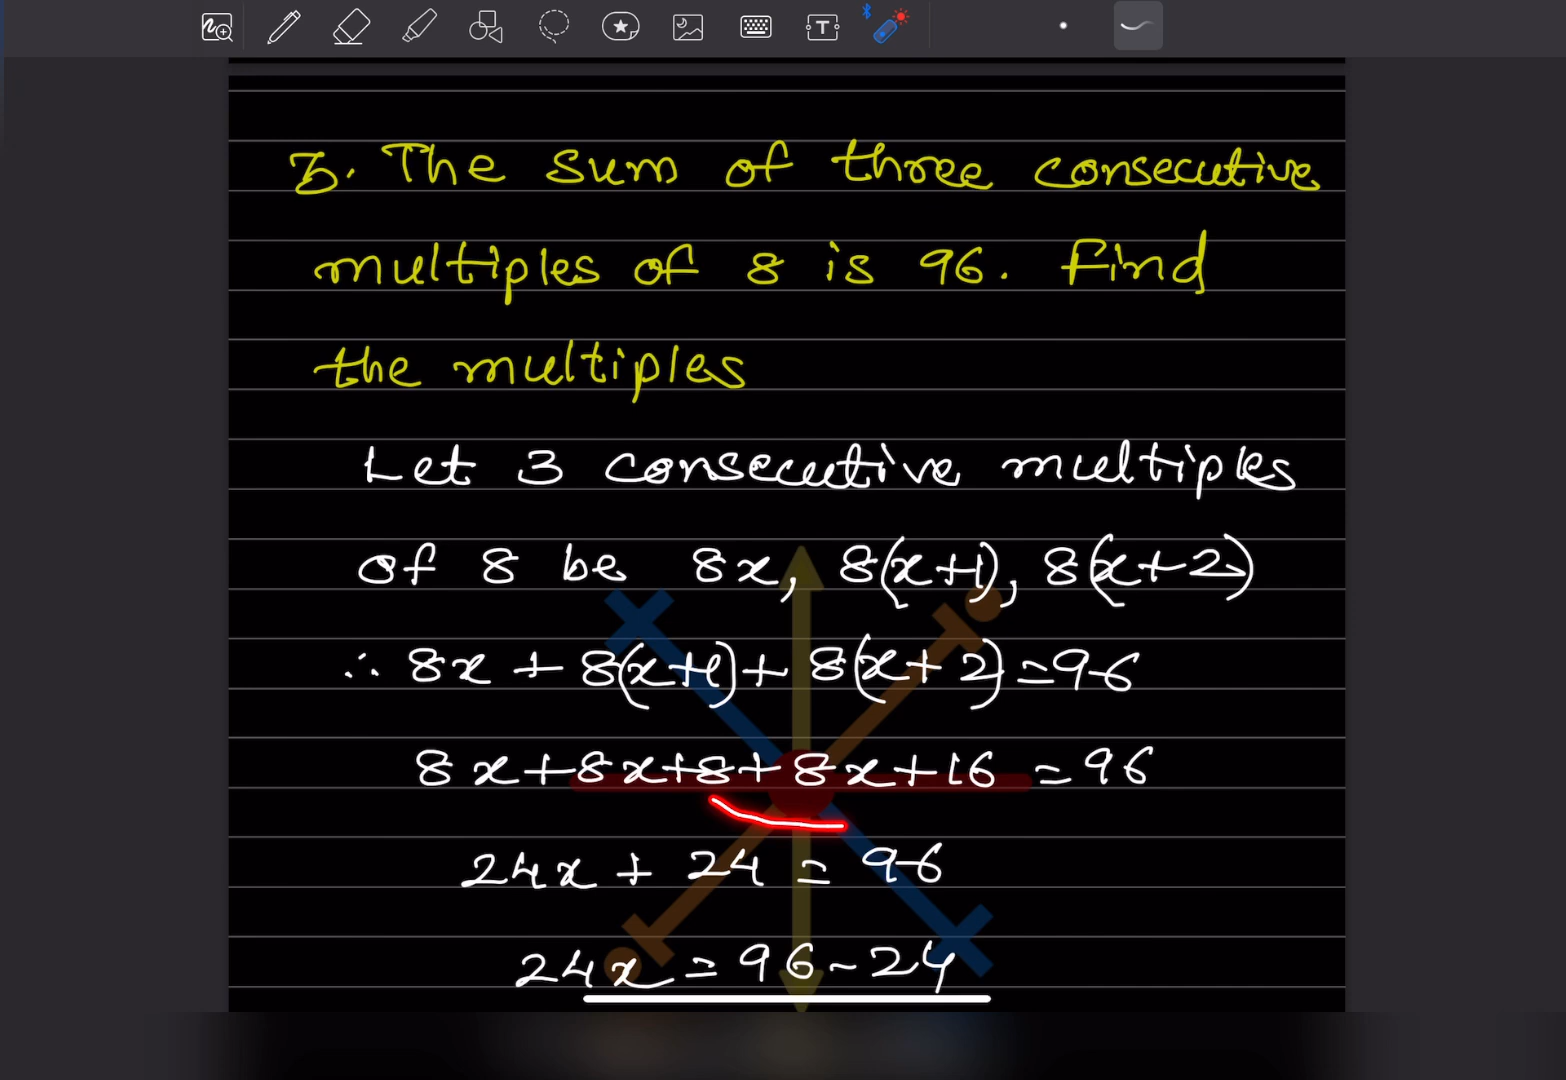 3. The sum of three consecutive
multiples of 8 is 96. Find
the multiples
Let 3 consecutive multiples
of 8 be 8x, 8(x+1), 8(x+2)
∴ 8x + 8(x+1) + 8(x+2) = 96
8x+8x+8+8x+16 = 96
24x + 24 = 96
24x = 96-24